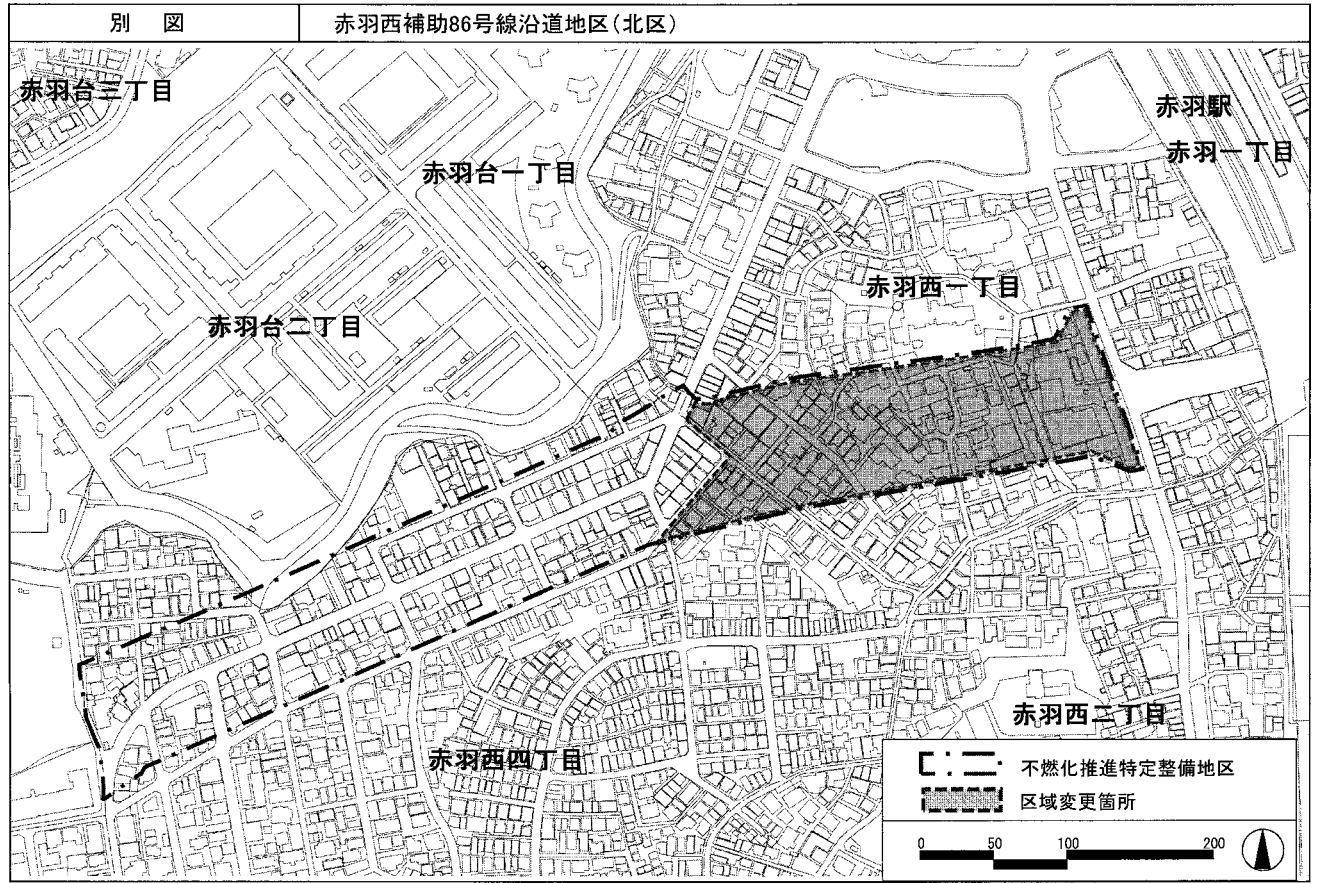 別 図
赤羽西補助86号線沿道地区(北区)
赤羽台三丁目
赤羽駅
赤羽一丁目
赤羽台一丁目
赤羽西一丁目
赤羽台二丁目
赤羽西二丁目
赤羽西四丁目
不燃化推進特定整備地区
区域変更箇所
0 50 100 200